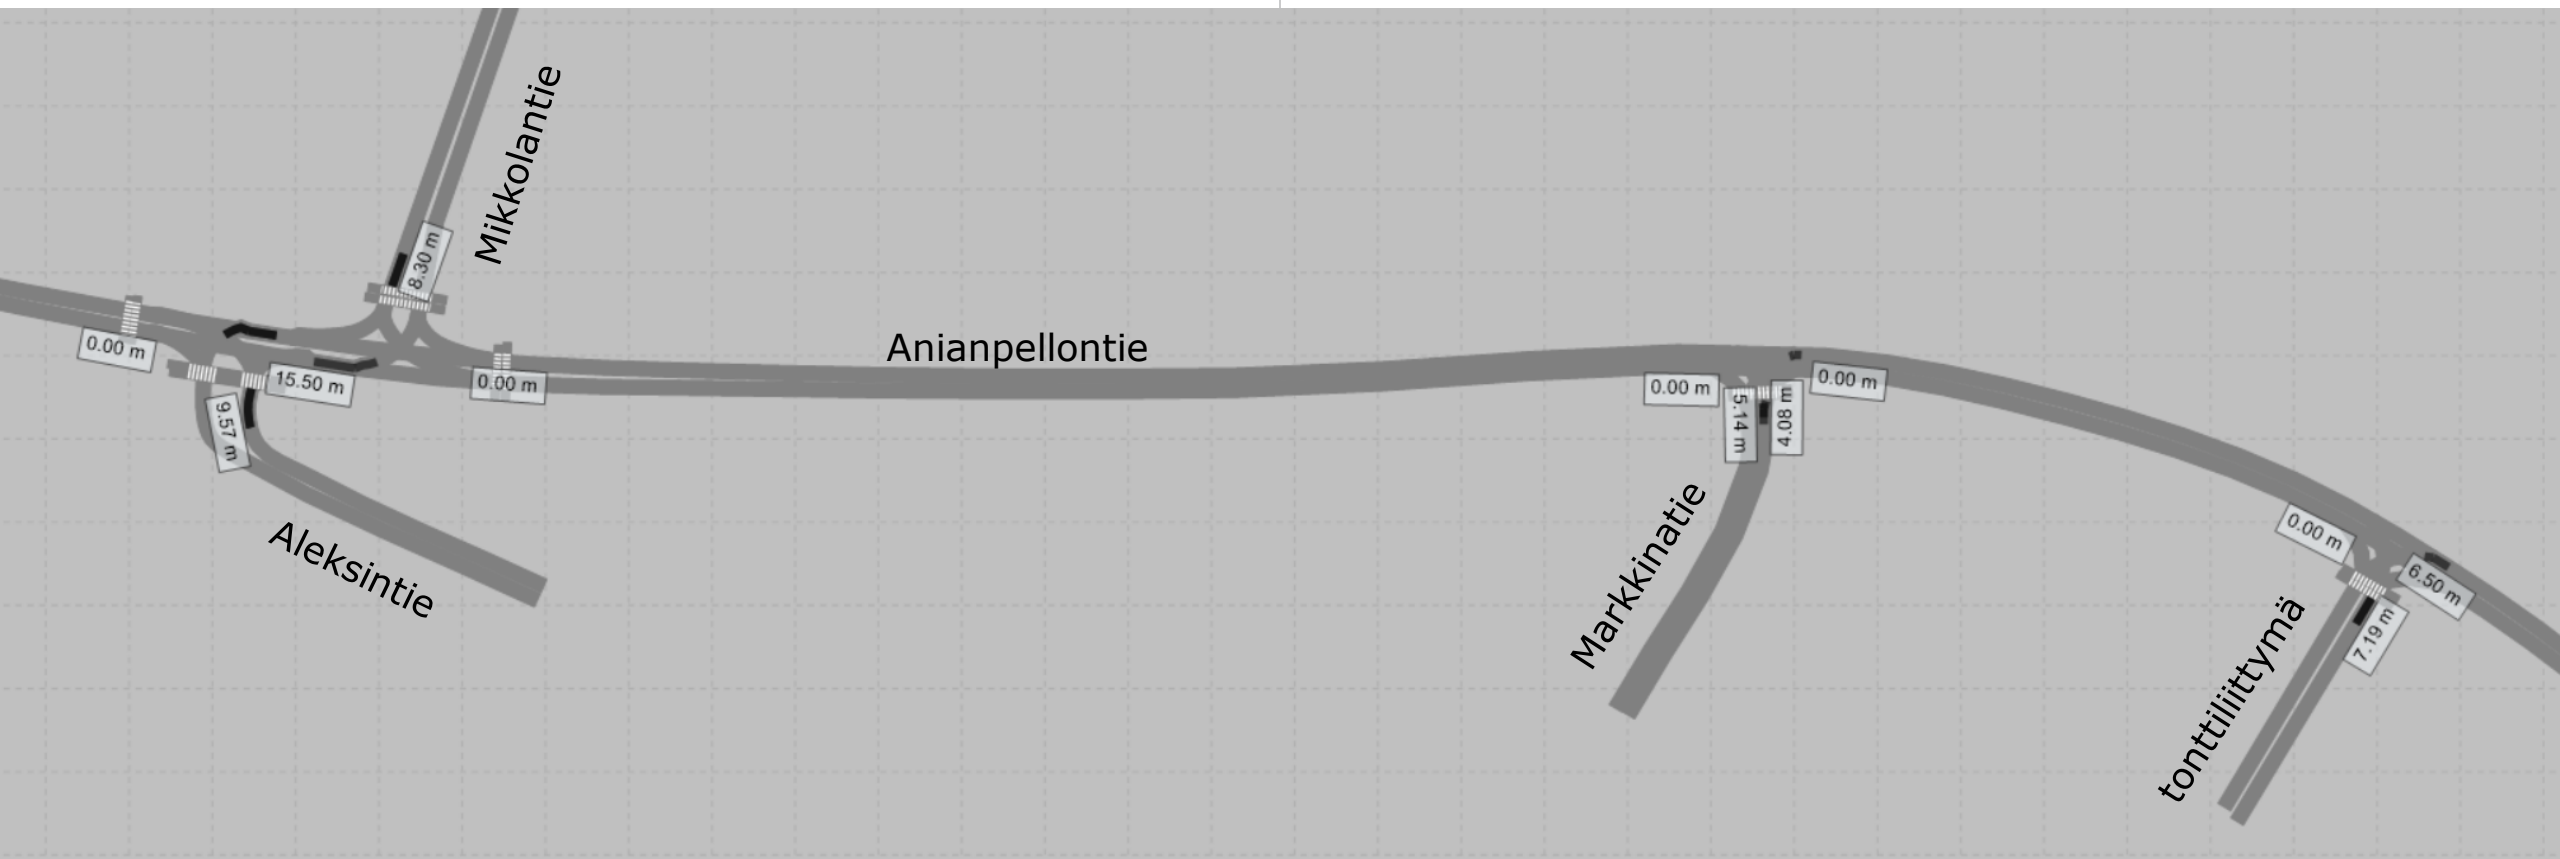 Mikkolantie
8.30 m
0.00 m
15.50 m
0.00 m
9.57 m
Aleksintie
Anianpellontie
0.00 m
5.14 m
4.08 m
0.00 m
Markkinatie
0.00 m
6.50 m
7.19 m
tonttiliittymä